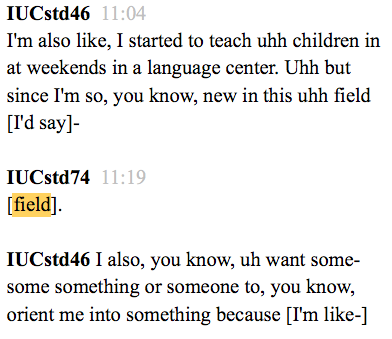 IUCstd46 11:04
I'm also like, I started to teach uhh children in
at weekends in a language center. Uhh but
since I'm so, you know, new in this uhh field
[I'd say]-
IUCstd74 11:19
[field].
IUCstd46 I also, you know, uh want some-
some something or someone to, you know,
orient me into something because [I'm like-]